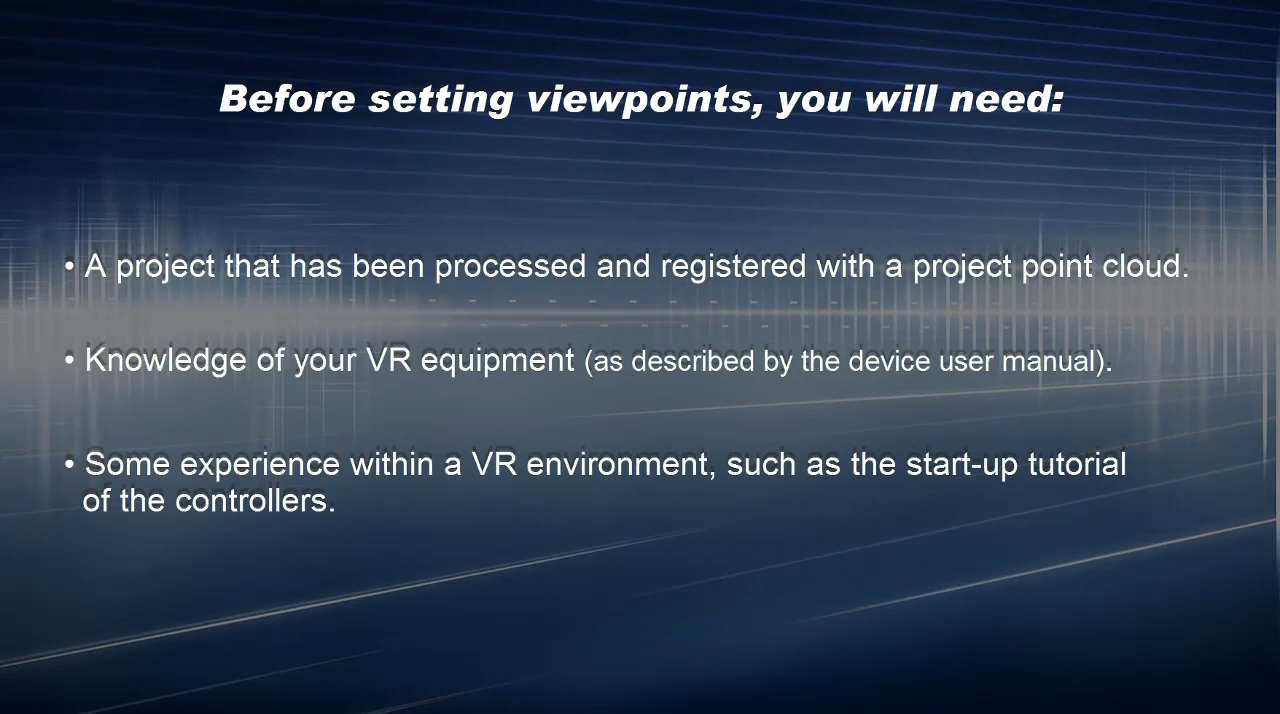 Before setting viewpoints, you will need:
• A project that has been processed and registered with a project point cloud.
• Knowledge of your VR equipment (as described by the device user manual).
• Some experience within a VR environment, such as the start-up tutorial
of the controllers.